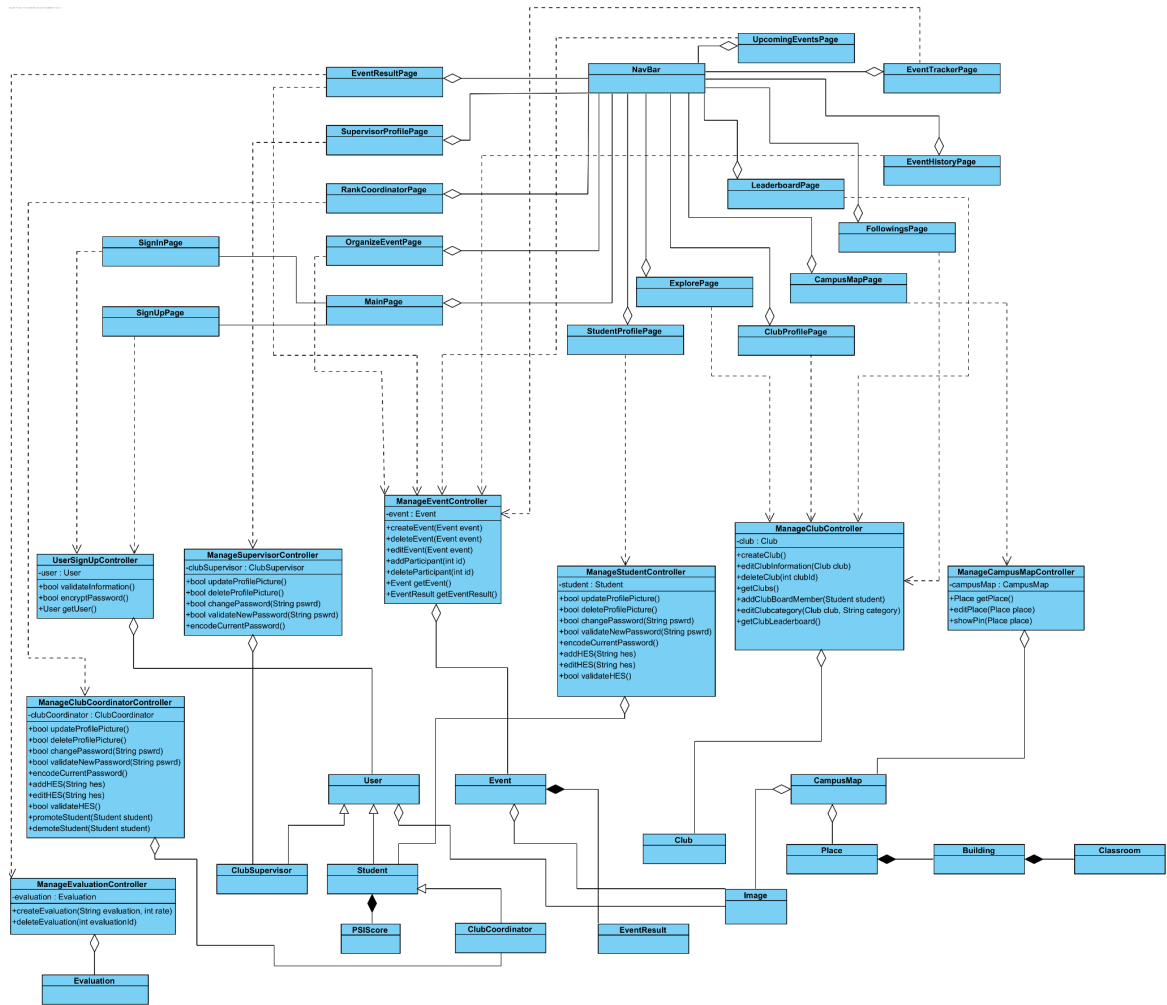 UpcomingEventsPage
NavBar
EventResultPage
EventTrackerPage
SupervisorProfilePage
EventHistoryPage
RankCoordinatorPage
LeaderboardPage
FollowingsPage
SignInPage
OrganizeEventPage
ExplorePage
CampusMapPage
SignUpPage
MainPage
StudentProfilePage
ClubProfilePage
ManageEventController
-event : Event
+createEvent(Event event)
+deleteEvent(Event event)
+editEvent(Event event)
+addParticipant(int id)
+deleteParticipant(int id)
+Event getEvent()
+EventResult getEventResult()
ManageClubController
-club : Club
+createClub()
+editClubInformation(Club club)
+deleteClub(int clubId)
+getClubs()
+addClubBoardMember(Student student)
+editClubcategory(Club club, String category)
+getClubLeaderboard()
UserSignUpController
-user : User
+bool validateInformation()
+bool encryptPassword()
+User getUser()
ManageSupervisorController
-clubSupervisor : ClubSupervisor
+bool updateProfilePicture()
+bool deleteProfilePicture()
+bool changePassword(String pswrd)
+bool validateNewPassword(String pswrd)
+encodeCurrentPassword()
ManageStudentController
-student : Student
+bool updateProfilePicture()
+bool deleteProfilePicture()
+bool changePassword(String pswrd)
+bool validateNewPassword(String pswrd)
+encodeCurrentPassword()
+addHES(String hes)
+editHES(String hes)
+bool validateHES()
ManageCampusMapController
-campusMap : CampusMap
+Place getPlace()
+editPlace(Place place)
+showPin(Place place)
ManageClubCoordinatorController
-clubCoordinator : ClubCoordinator
+bool updateProfilePicture()
+bool deleteProfilePicture()
+bool changePassword(String pswrd)
+bool validateNewPassword(String pswrd)
+encodeCurrentPassword()
+addHES(String hes)
+editHES(String hes)
+bool validateHES()
+promoteStudent(Student student)
+demoteStudent(Student student)
User
Event
CampusMap
Club
Place
Building
Classroom
ClubSupervisor
Student
Image
ManageEvaluationController
-evaluation : Evaluation
+createEvaluation(String evaluation, int rate)
+deleteEvaluation(int evaluationId)
PSIScore
ClubCoordinator
EventResult
Evaluation